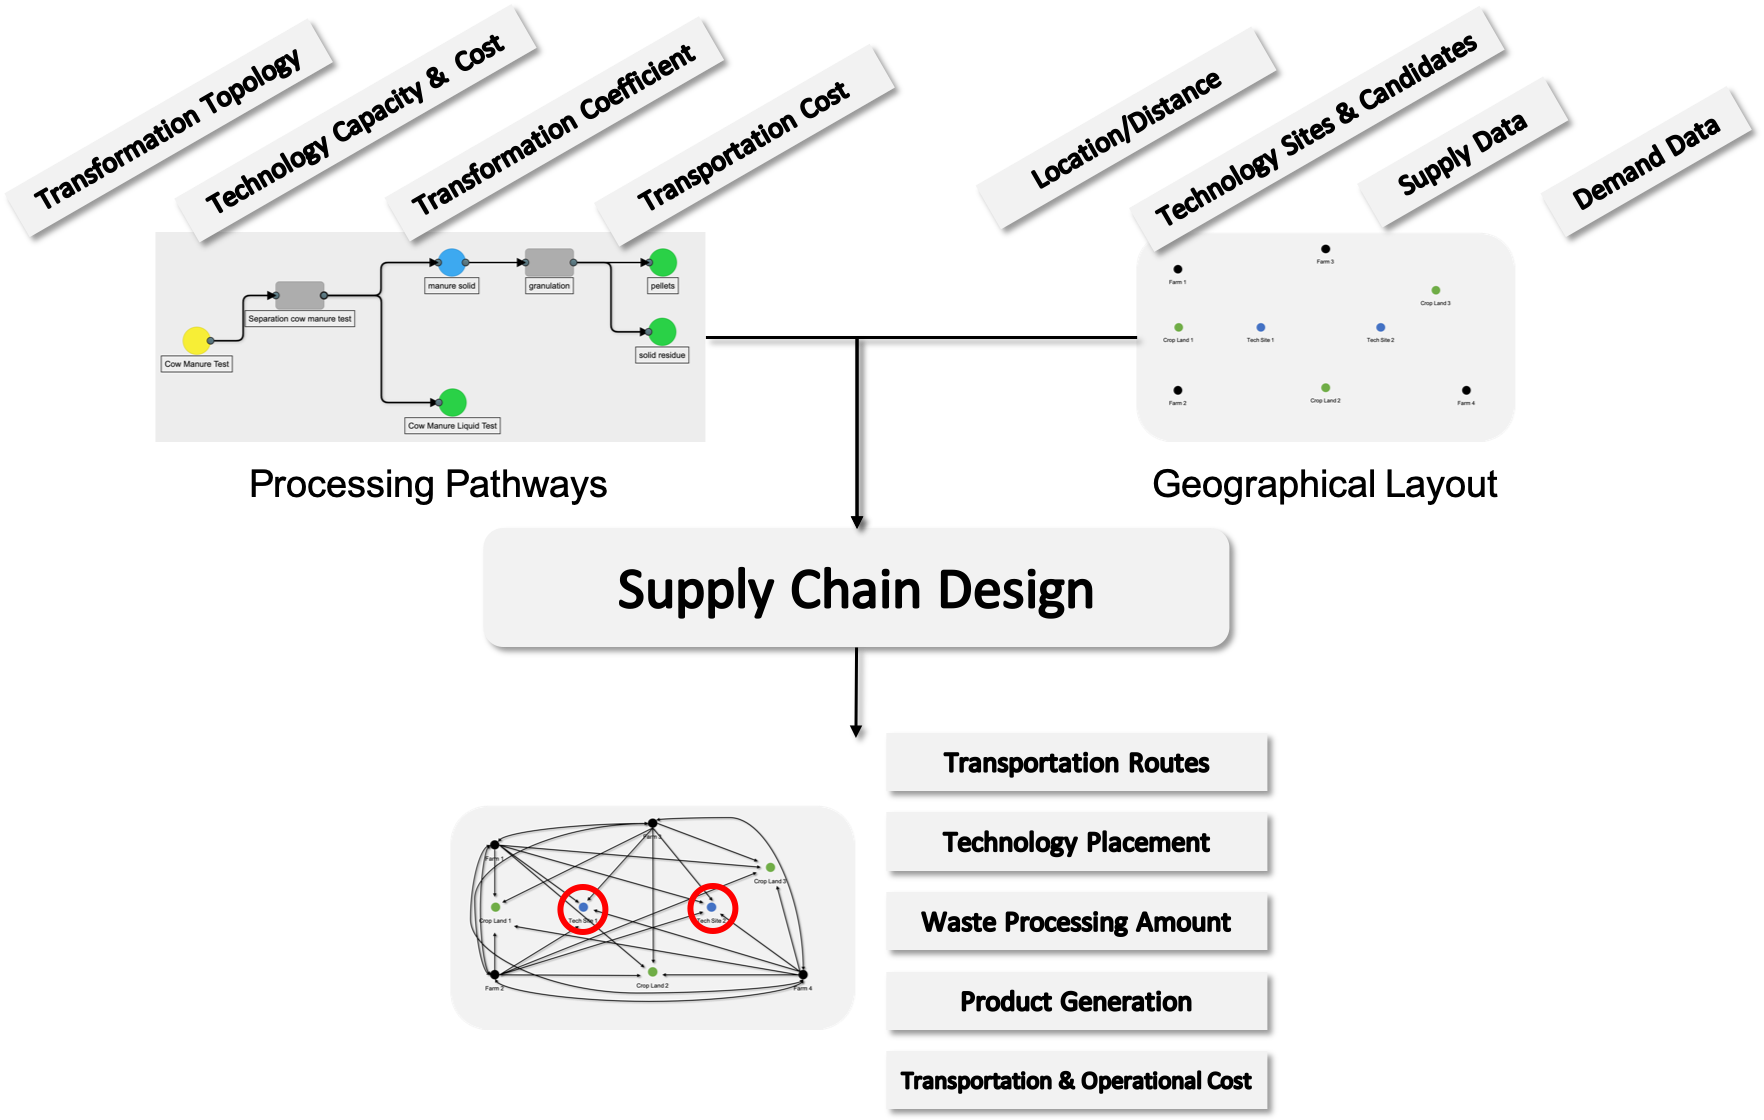 Transformation Topology
Technology Capacity & Cost
Transformation Coefficient
Transportation Cost
Location/Distance
Technology Sites & Candidates
Supply Data
Demand Data
manure solid
granulation
pellets
Separation cow manure test
solid residue
Cow Manure Test
Cow Manure Liquid Test
Farm 3
Farm 1
Crop Land 3
Crop Land 1
Tech Site 1
Tech Site 2
Farm 2
Crop Land 2
Farm 4
Processing Pathways
Geographical Layout
Supply Chain Design
Farm 3
Farm 1
Crop Land 3
Crop Land 1
Tech Site 1
Tech Site 2
Farm 2
Crop Land 2
Farm 4
Transportation Routes
Technology Placement
Waste Processing Amount
Product Generation
Transportation & Operational Cost